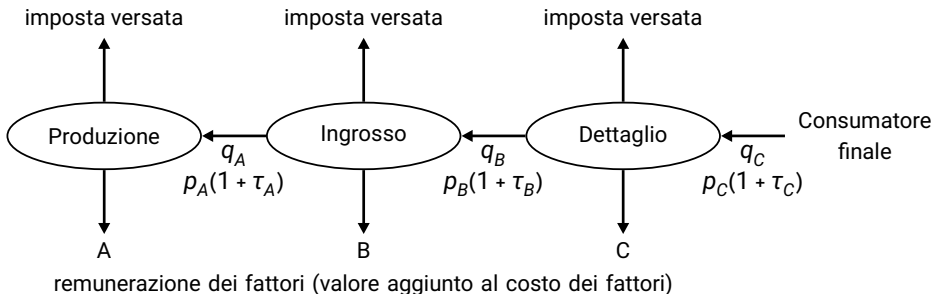 imposta versata imposta versata imposta versata
Produzione Ingrosso Dettaglio Consumatore
finale
q_A q_B q_C
p_A(1 + τ_A) p_B(1 + τ_B) p_C(1 + τ_C)
A B C
remunerazione dei fattori (valore aggiunto al costo dei fattori)